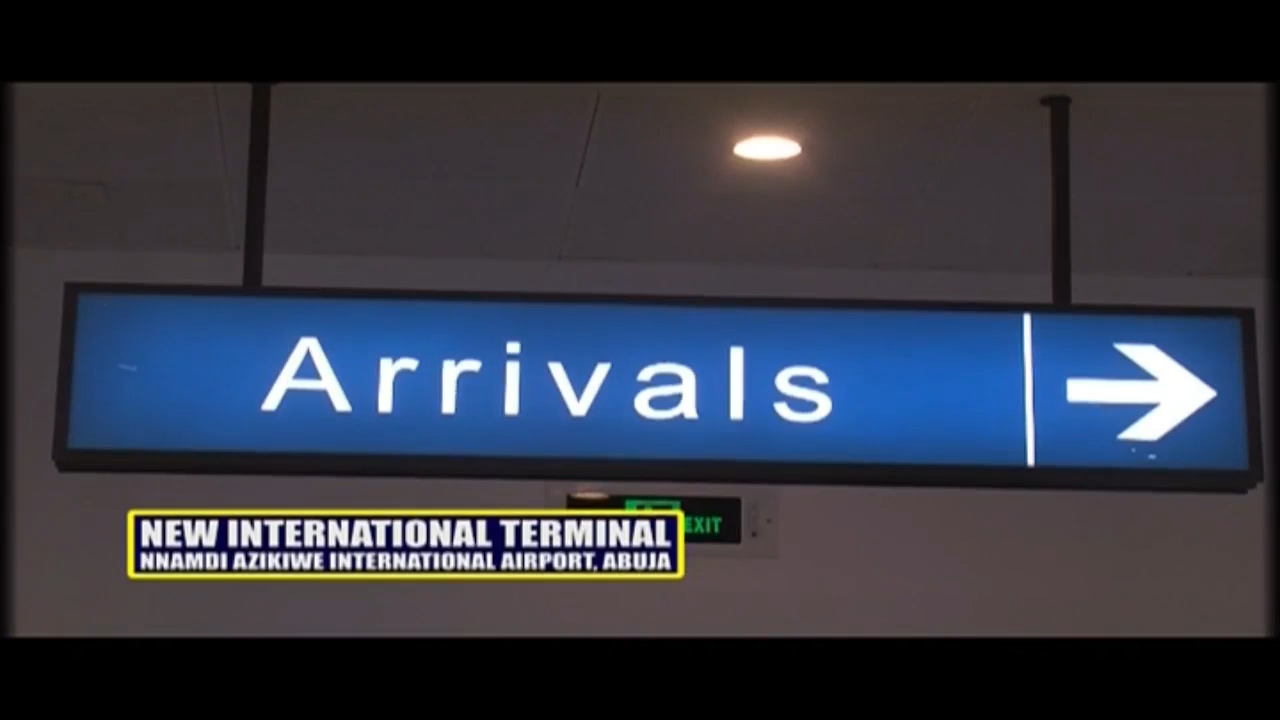 Arrivals
EXIT
NEW INTERNATIONAL TERMINAL
NNAMDI AZIKIWE INTERNATIONAL AIRPORT, ABUJA